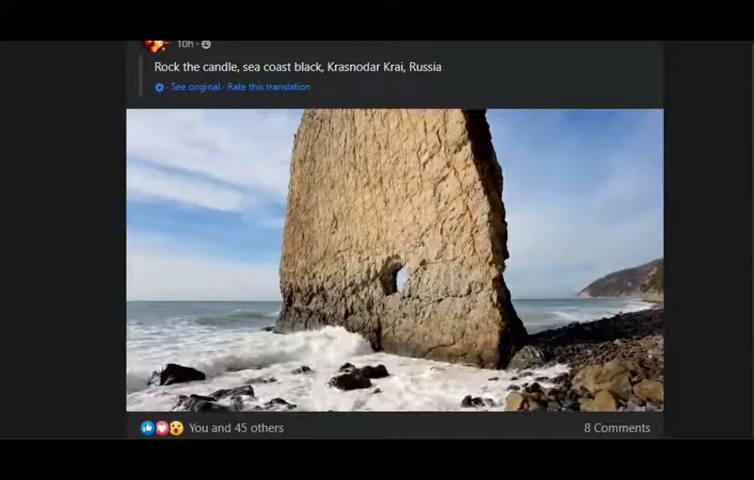 10h ·
Rock the candle, sea coast black, Krasnodar Krai, Russia
· See original · Rate this translation
You and 45 others
8 Comments